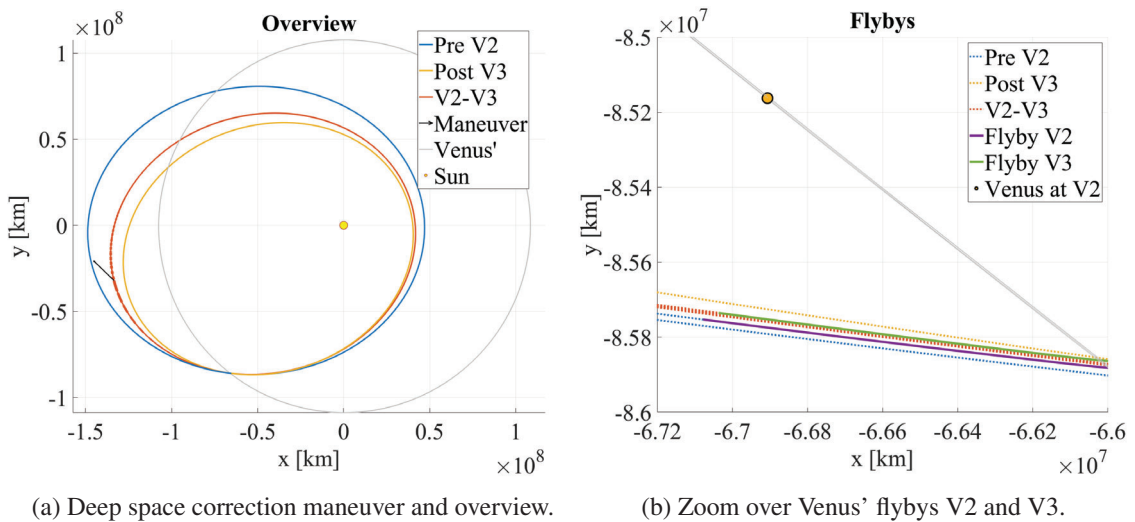 Overview
×10^8
1
0.5
0
-0.5
-1
y [km]
-1.5
-1
-0.5
0
0.5
1
x [km]
×10^8
Pre V2
Post V3
V2-V3
Maneuver
Venus'
Sun
(a) Deep space correction maneuver and overview.
Flybys
×10^7
-8.5
-8.52
-8.54
-8.56
-8.58
-8.6
y [km]
-6.72
-6.7
-6.68
-6.66
-6.64
-6.62
-6.6
x [km]
×10^7
Pre V2
Post V3
V2-V3
Flyby V2
Flyby V3
Venus at V2
(b) Zoom over Venus’ flybys V2 and V3.